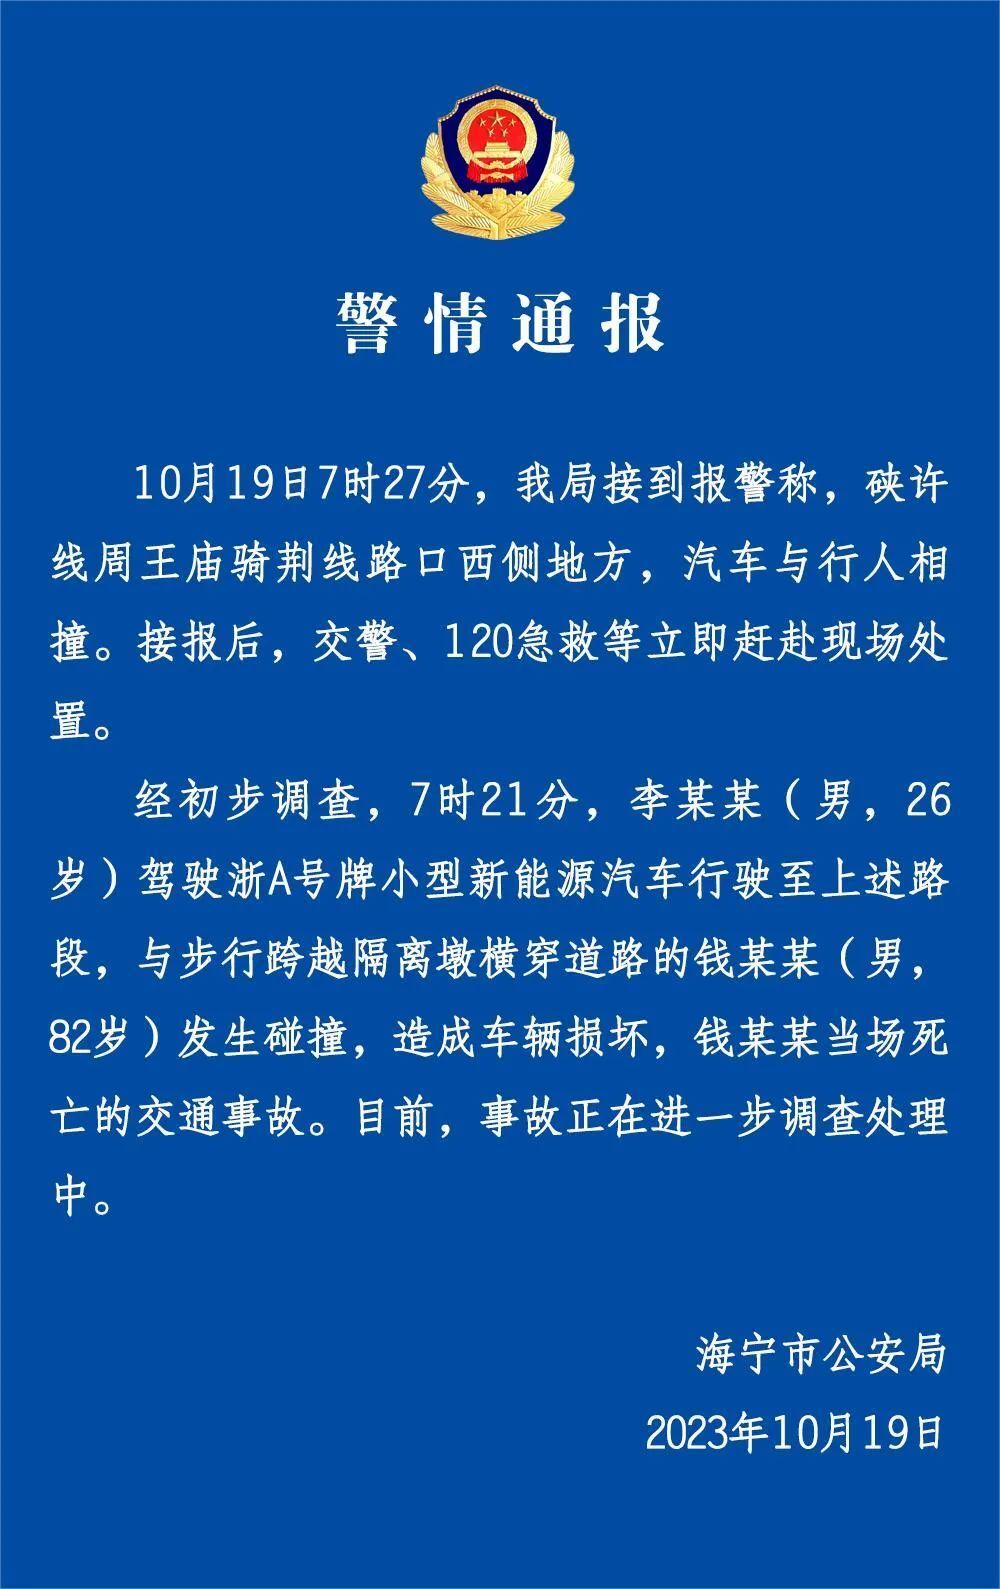 警情通报
10月19日7时27分，我局接到报警称，硖许
线周王庙骑荆线路口西侧地方，汽车与行人相
撞。接报后，交警、120急救等立即赶赴现场处
置。
经初步调查，7时21分，李某某（男，26
岁）驾驶浙A号牌小型新能源汽车行驶至上述路
段，与步行跨越隔离墩横穿道路的钱某某（男，
82岁）发生碰撞，造成车辆损坏，钱某某当场死
亡的交通事故。目前，事故正在进一步调查处理
中。
海宁市公安局
2023年10月19日